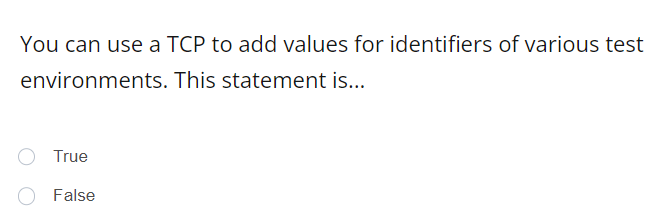 You can use a TCP to add values for identifiers of various test
environments. This statement is...
True
False